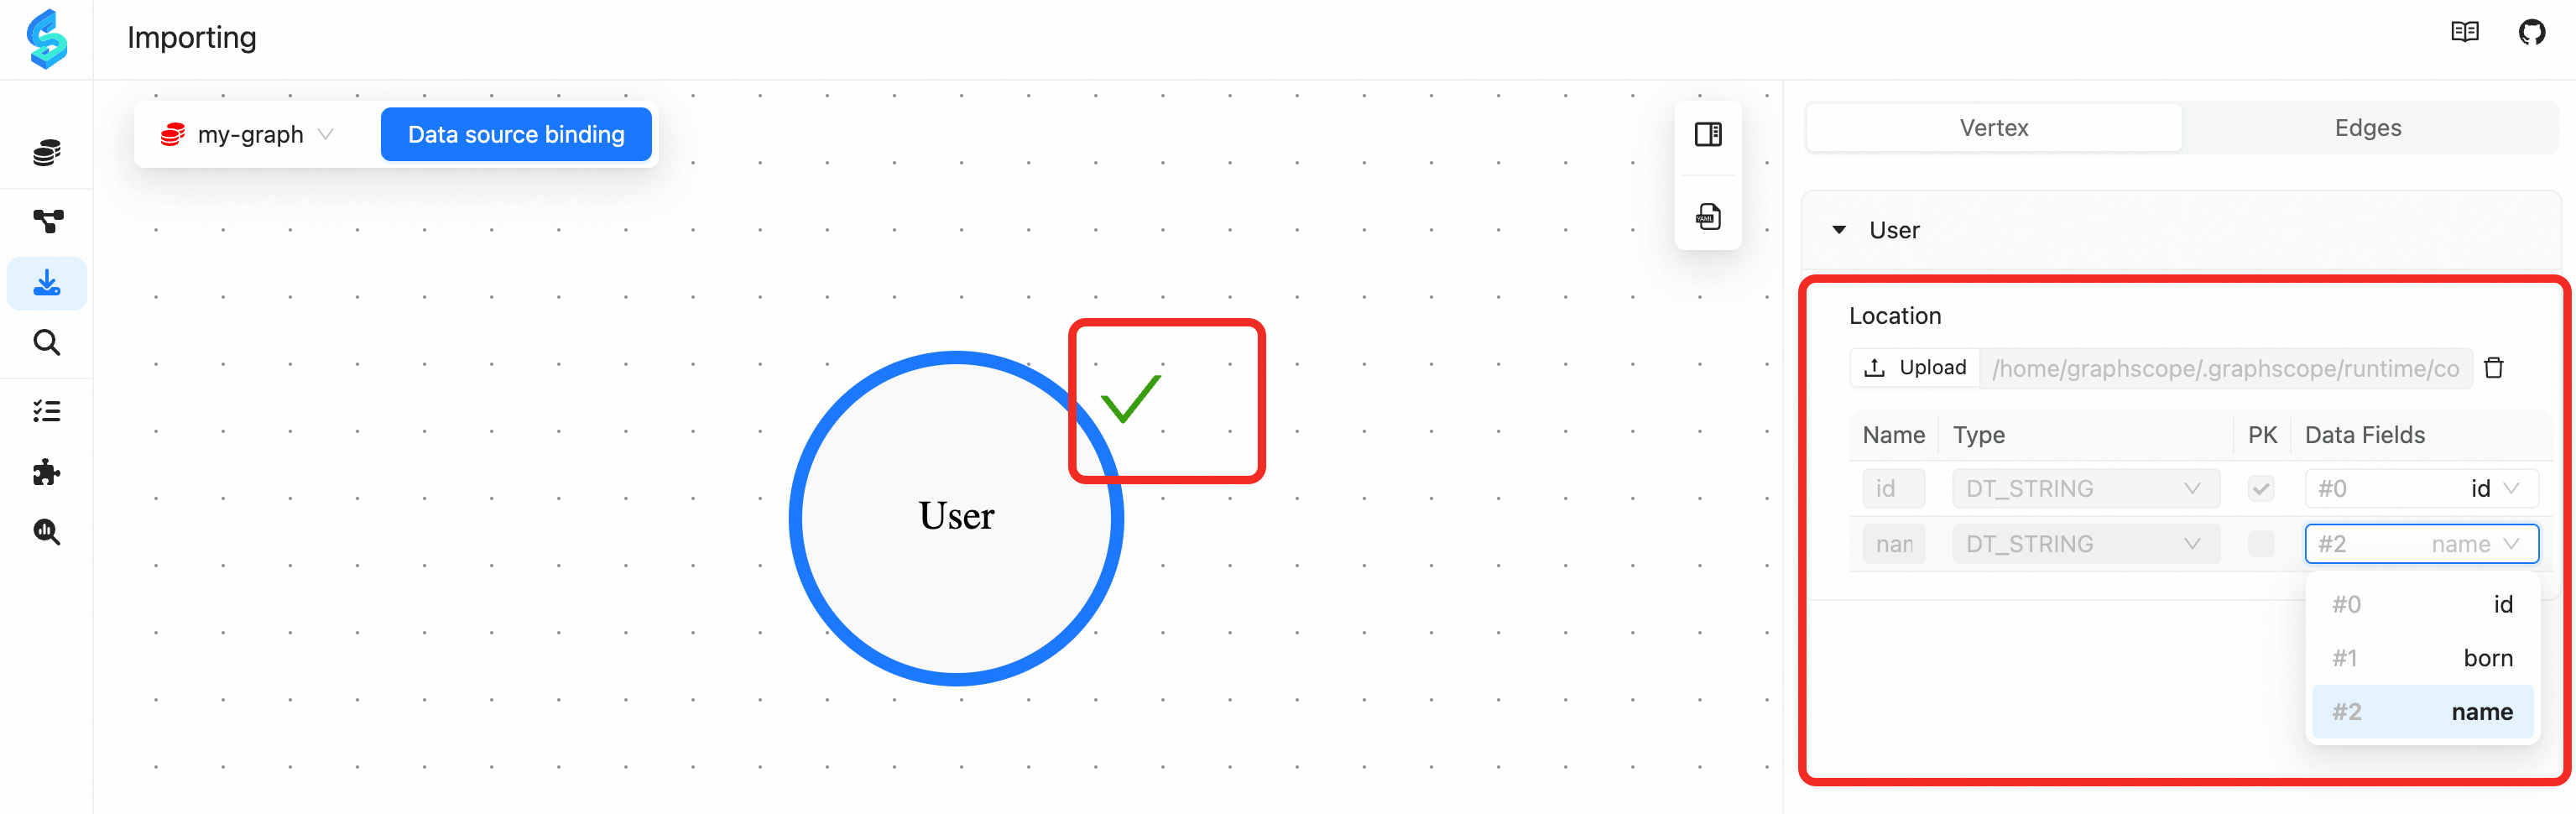 Importing
my-graph
Data source binding
YAML
User
Vertex
Edges
User
Location
Upload
/home/graphscope/.graphscope/runtime/co
Name Type PK Data Fields
id DT_STRING #0 id
nan DT_STRING #2 name
#0 id
#1 born
#2 name